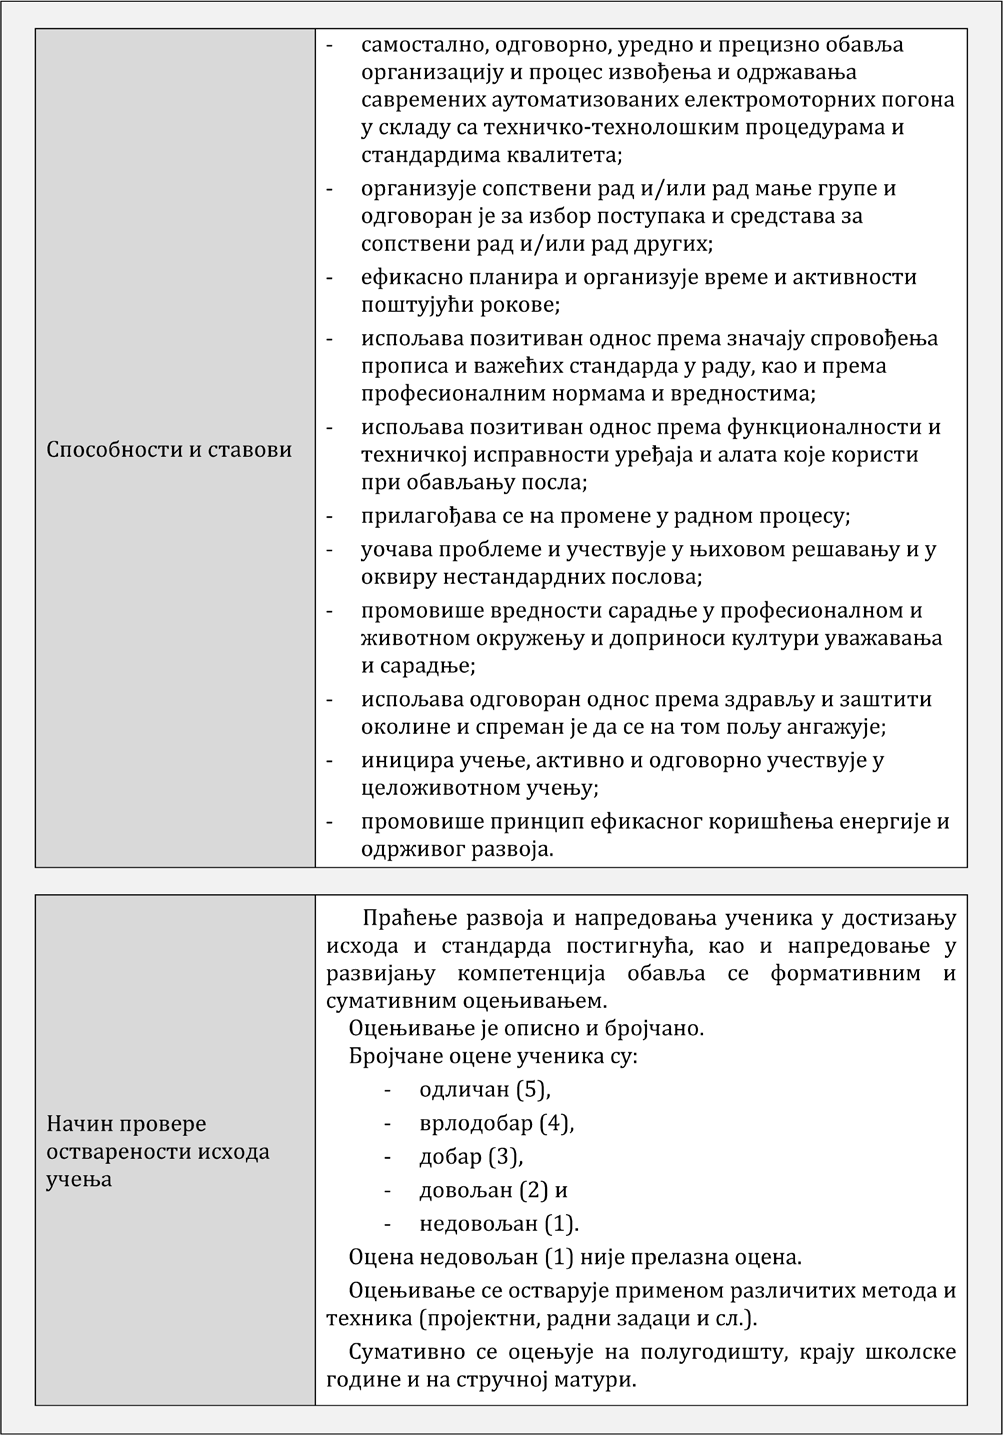 Способности и ставови
- самостално, одговорно, уредно и прецизно обавља
организацију и процес извођења и одржавања
савремених аутоматизованих електромоторних погона
у складу са техничко-технолошким процедурама и
стандардима квалитета;
- организује сопствени рад и/или рад мање групе и
одговоран је за избор поступака и средстава за
сопствени рад и/или рад других;
- ефикасно планира и организује време и активности
поштујући рокове;
- испољава позитиван однос према значају спровођења
прописа и важећих стандарда у раду, као и према
професионалним нормама и вредностима;
- испољава позитиван однос према функционалности и
техничкој исправности уређаја и алата које користи
при обављању посла;
- прилагођава се на промене у радном процесу;
- уочава проблеме и учествује у њиховом решавању и у
оквиру нестандардних послова;
- промовише вредности сарадње у професионалном и
животном окружењу и доприноси култури уважавања
и сарадње;
- испољава одговоран однос према здрављу и заштити
околине и спреман је да се на том пољу ангажује;
- иницира учење, активно и одговорно учествује у
целоживотном учењу;
- промовише принцип ефикасног коришћења енергије и
одрживог развоја.
Начин провере
остварености исхода
учења
Праћење развоја и напредовања ученика у достизању
исхода и стандарда постигнућа, као и напредовање у
развијању компетенција обавља се формативним и
сумативним оцењивањем.
Оцењивање је описно и бројчано.
Бројчане оцене ученика су:
- одличан (5),
- врлодобар (4),
- добар (3),
- довољан (2) и
- недовољан (1).
Оцена недовољан (1) није прелазна оцена.
Оцењивање се остварује применом различитих метода и
техника (пројектни, радни задаци и сл.).
Сумативно се оцењује на полугодишту, крају школске
године и на стручној матури.